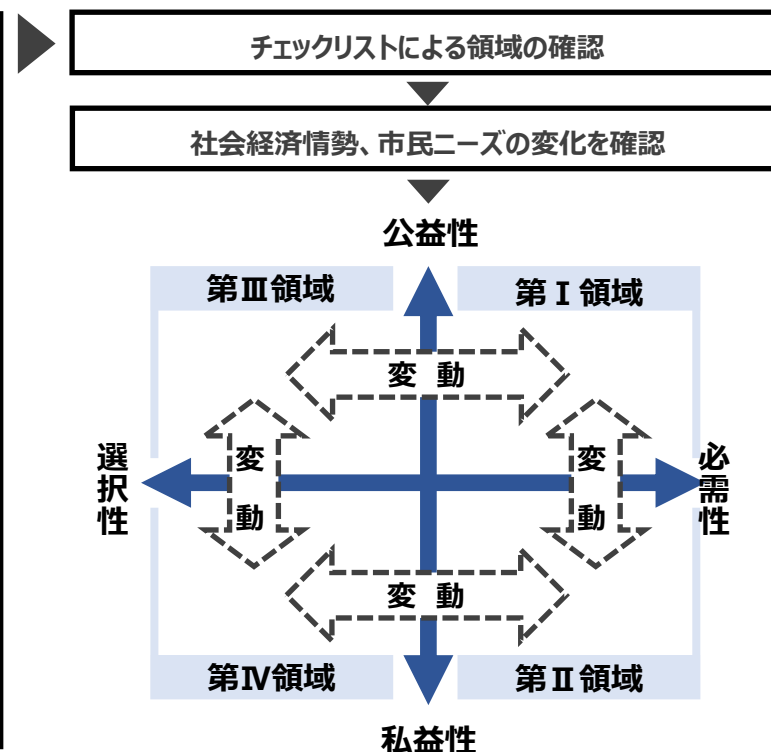 チェックリストによる領域の確認
社会経済情勢、市民ニーズの変化を確認
公益性
第Ⅲ領域
第Ⅰ領域
変 動
選択性
変 動
変 動
必需性
変 動
第Ⅳ領域
第Ⅱ領域
私益性